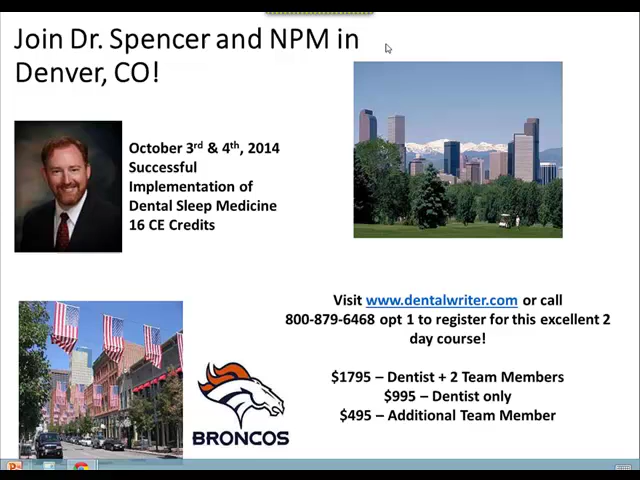 Join Dr. Spencer and NPM in
Denver, CO!
October 3rd & 4th, 2014
Successful
Implementation of
Dental Sleep Medicine
16 CE Credits
Visit www.dentalwriter.com or call
800-879-6468 opt 1 to register for this excellent 2
day course!
$1795 – Dentist + 2 Team Members
$995 – Dentist only
$495 – Additional Team Member
BRONCOS